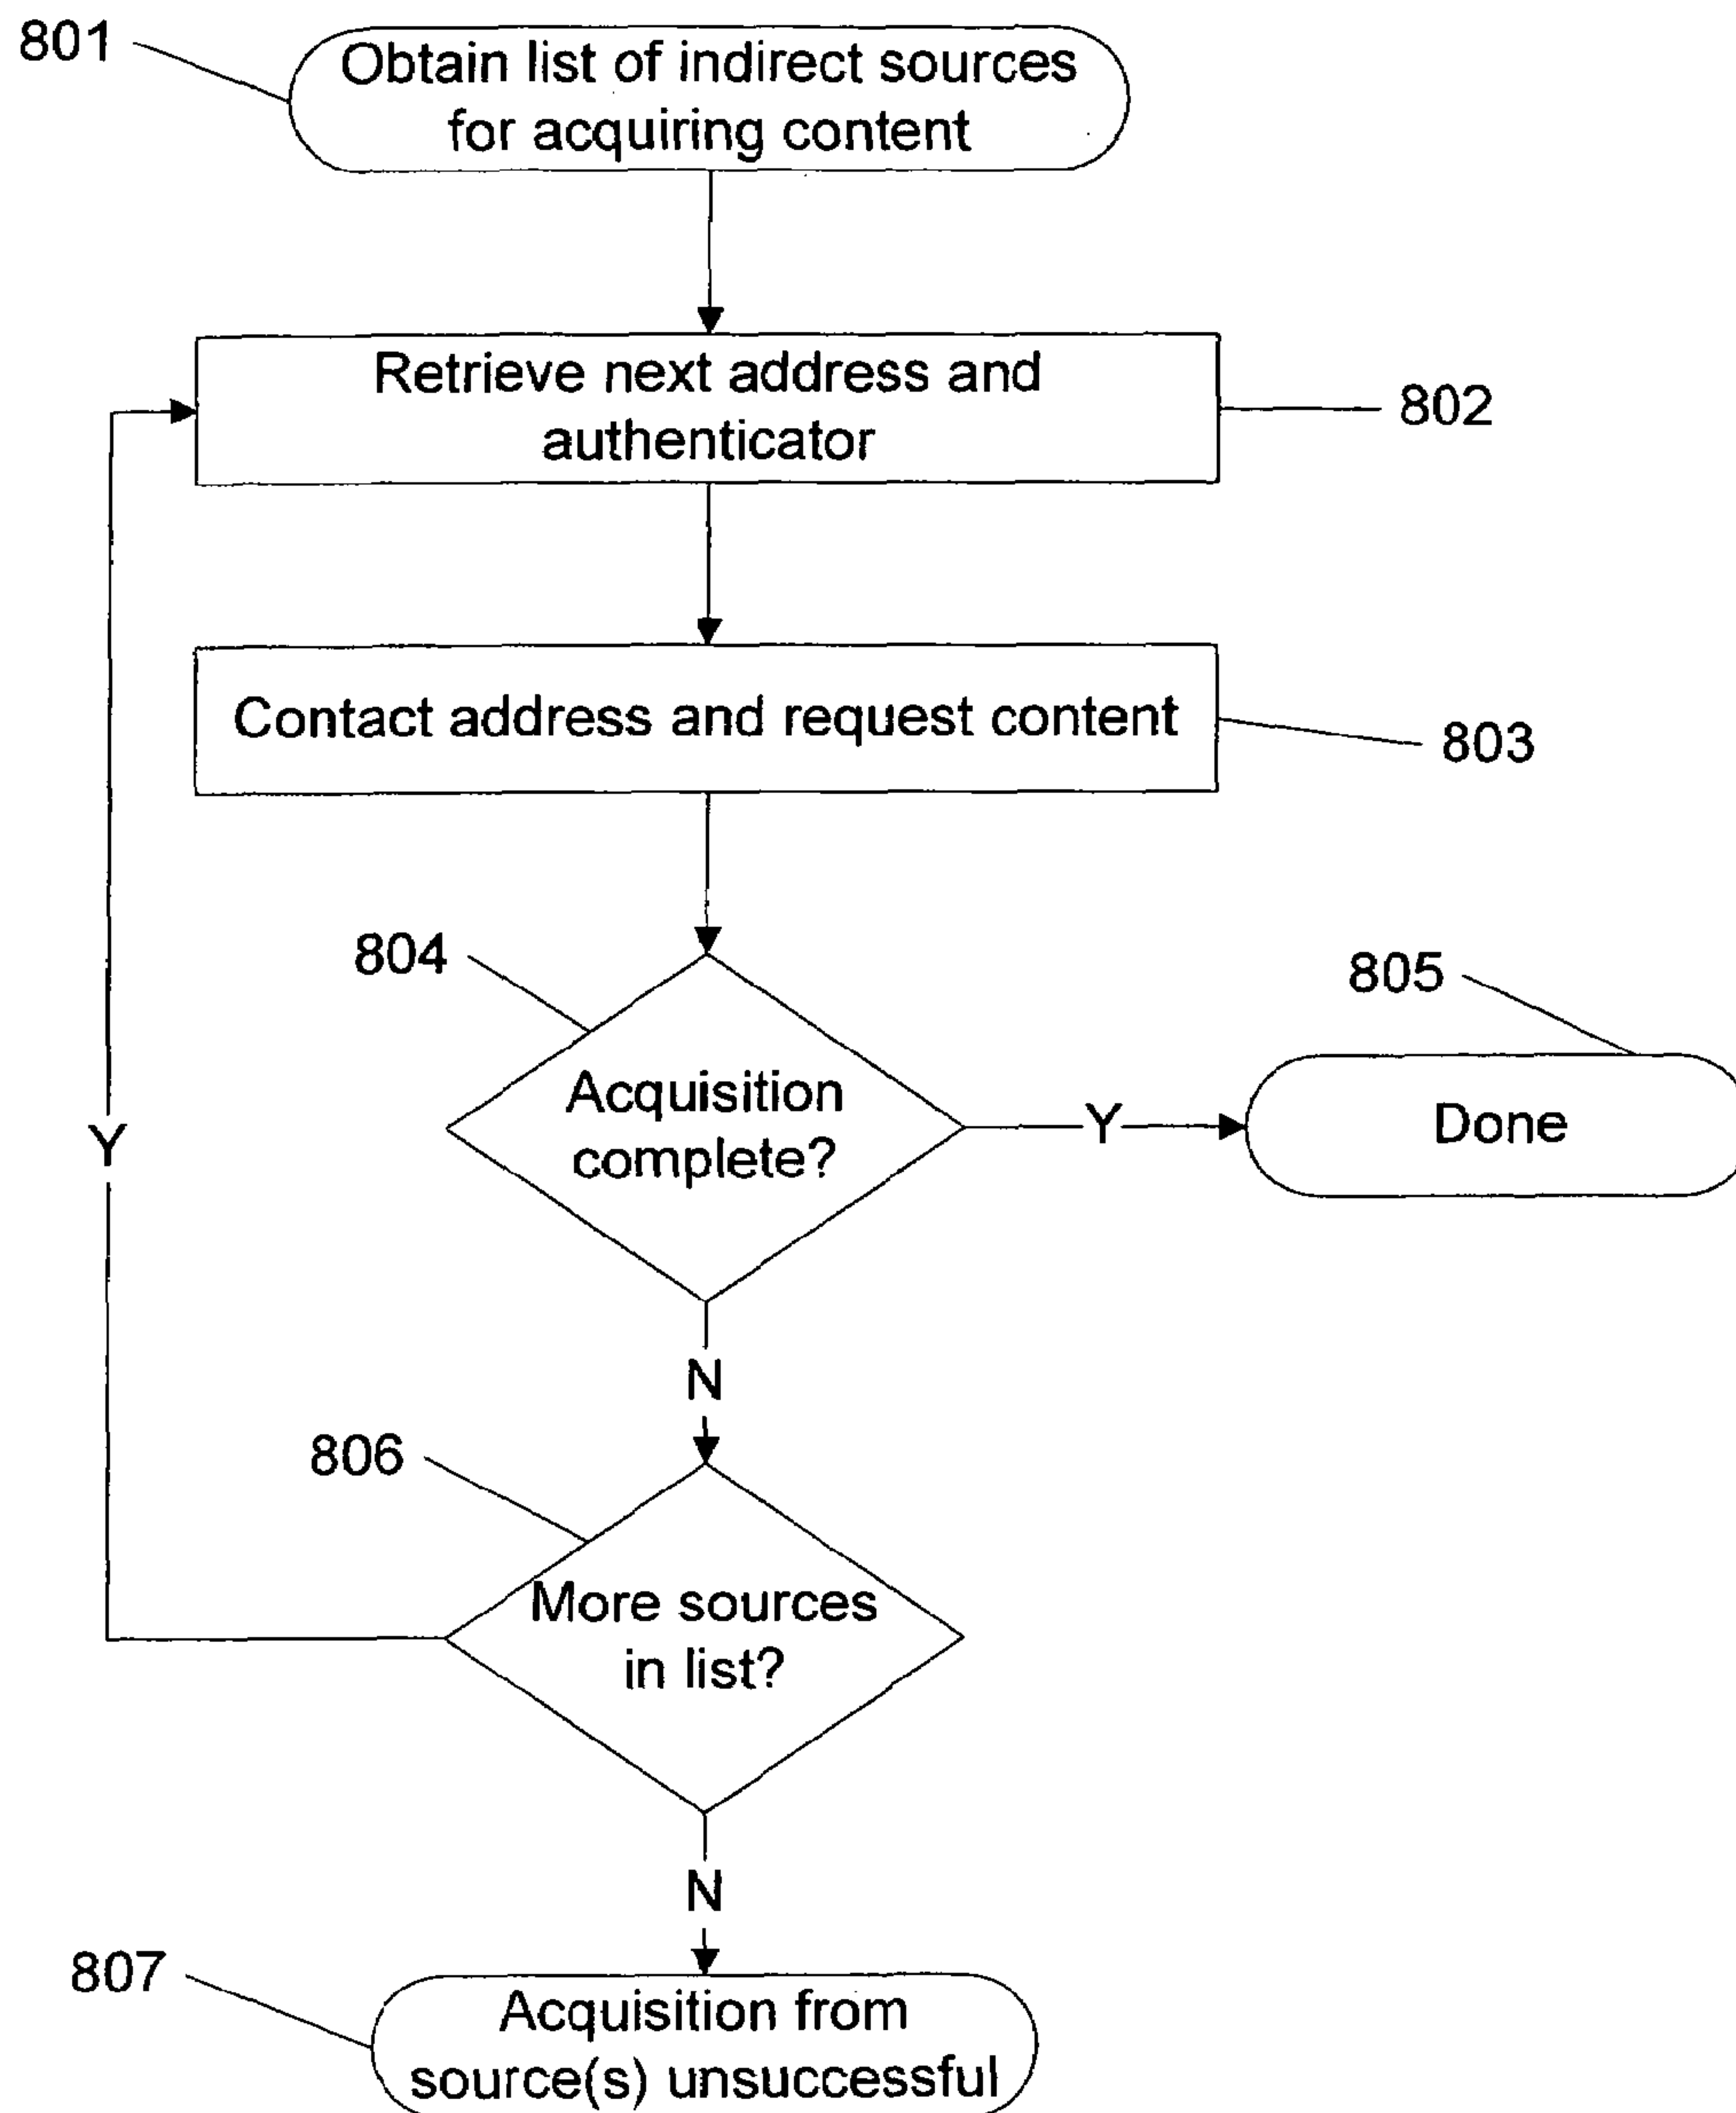 801
Obtain list of indirect sources
for acquiring content
Retrieve next address and
authenticator
802
Contact address and request content
803
804
805
Acquisition
complete?
Y
Done
Y
N
806
More sources
in list?
N
807
Acquisition from
source(s) unsuccessful